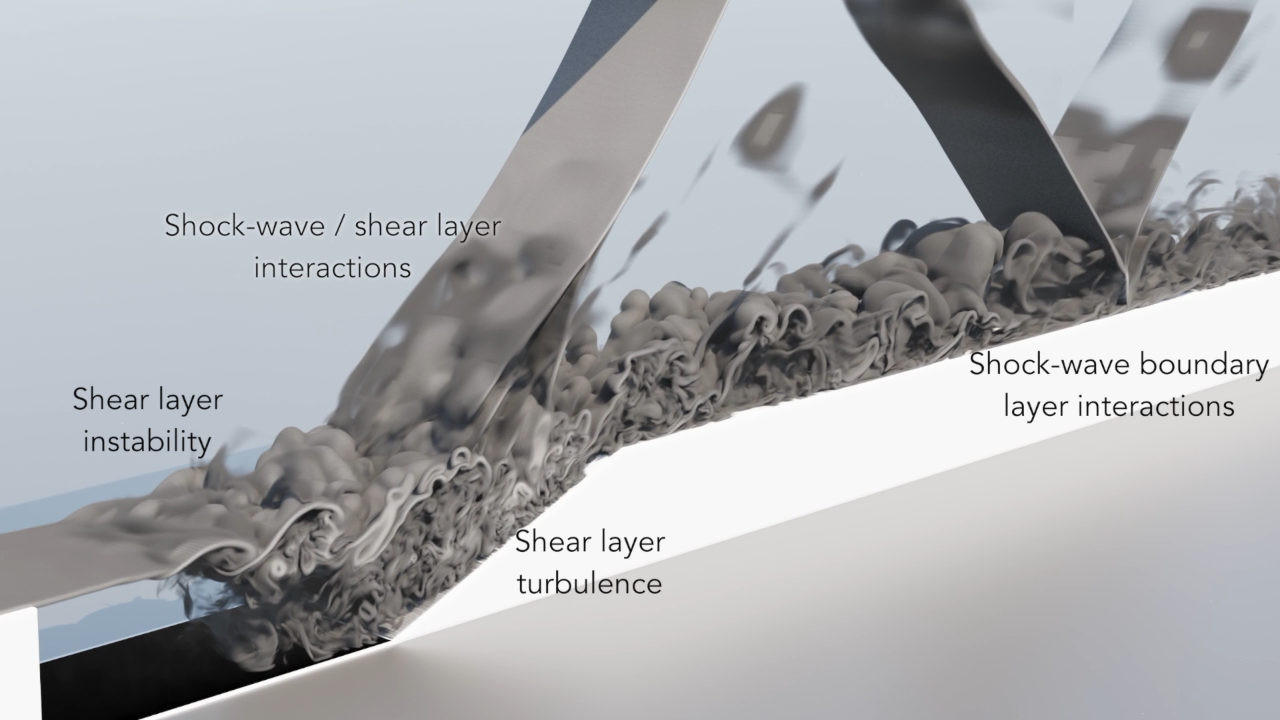 Shock-wave / shear layer
interactions
Shear layer
instability
Shock-wave boundary
layer interactions
Shear layer
turbulence